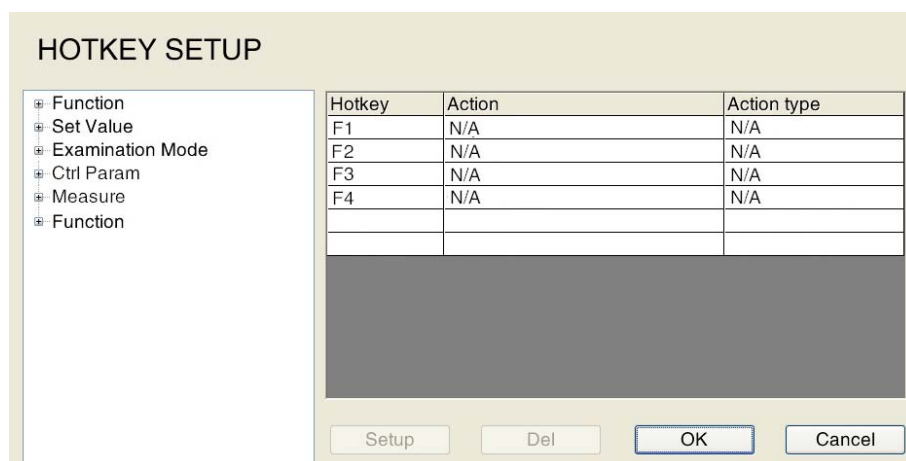 HOTKEY SETUP
Function
Set Value
Examination Mode
Ctrl Param
Measure
Function
Hotkey Action Action type
F1 N/A N/A
F2 N/A N/A
F3 N/A N/A
F4 N/A N/A
Setup Del OK Cancel